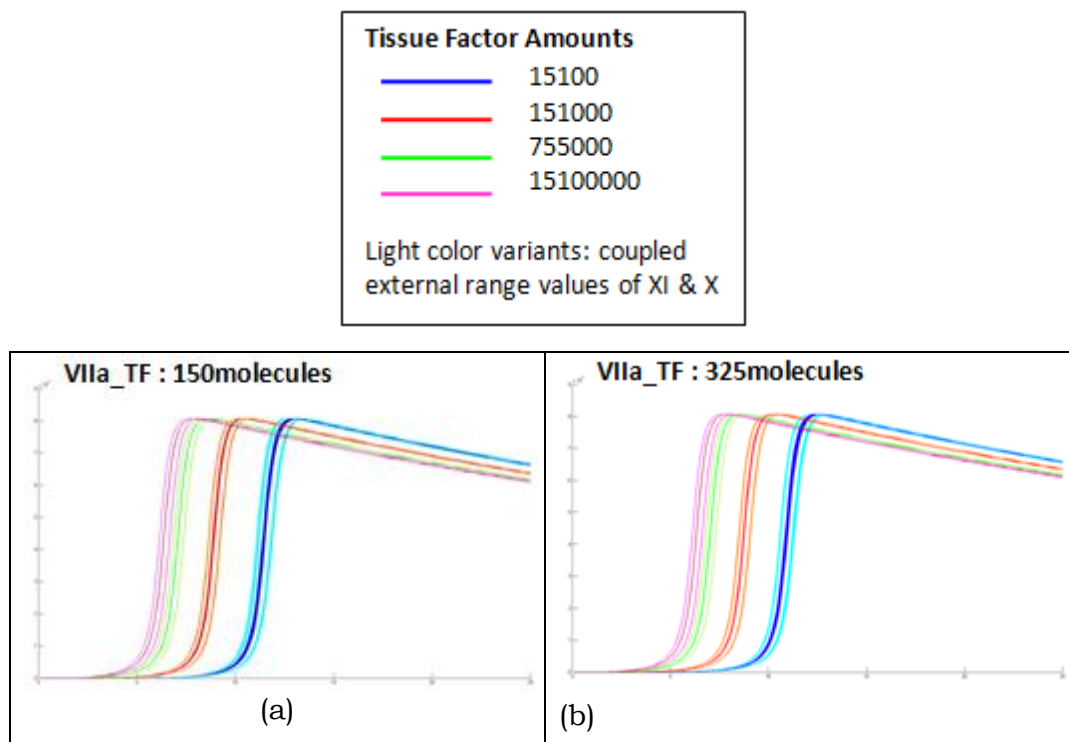 Tissue Factor Amounts
15100
151000
755000
15100000
Light color variants: coupled
external range values of XI & X
VIIa_TF : 150molecules
VIIa_TF : 325molecules
(a)
(b)